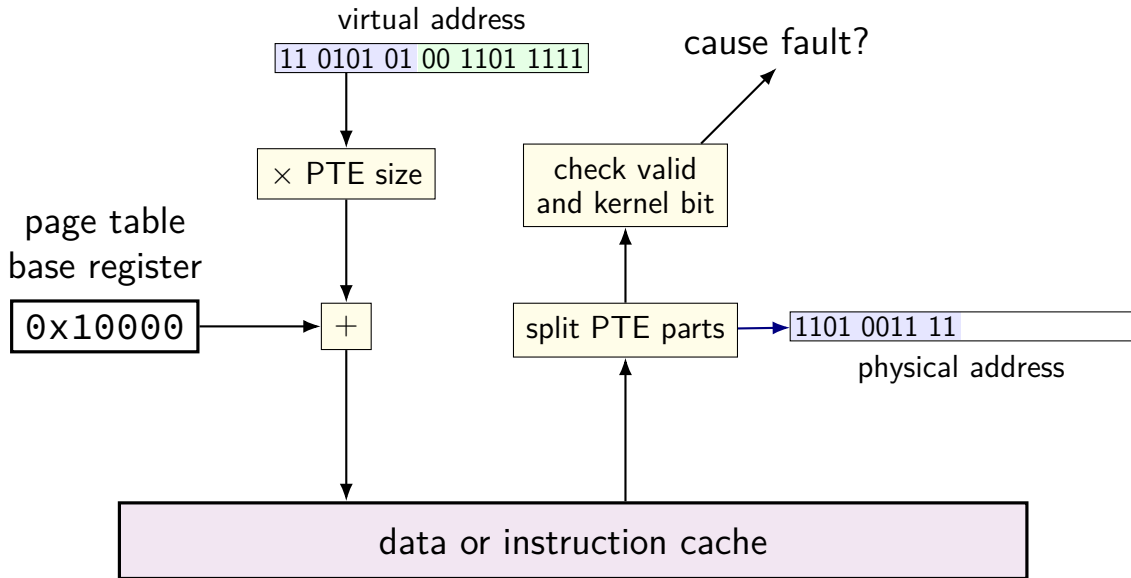 virtual address
11 0101 01 00 1101 1111
cause fault?
× PTE size
check valid
and kernel bit
page table
base register
0x10000
+
split PTE parts
1101 0011 11
physical address
data or instruction cache